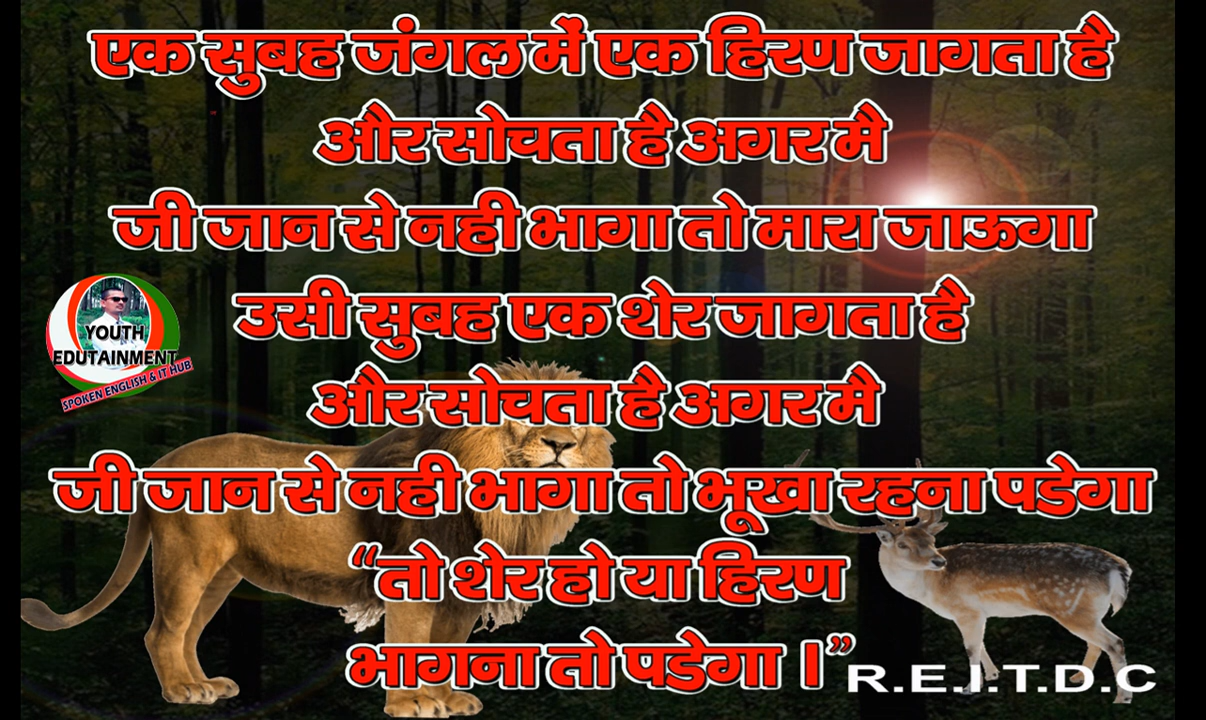 एक सुबह जंगल में एक हिरण जागता है
और सोचता है अगर मै
जी जान से नही भागा तो मारा जाऊगा
उसी सुबह एक शेर जागता है
और सोचता है अगर मै
जी जान से नही भागा तो भूखा रहना पडेगा
“तो शेर हो या हिरण
भागना तो पडेगा ।”
YOUTH
EDUTAINMENT
SPOKEN ENGLISH & IT HUB
R.E.I.T.D.C